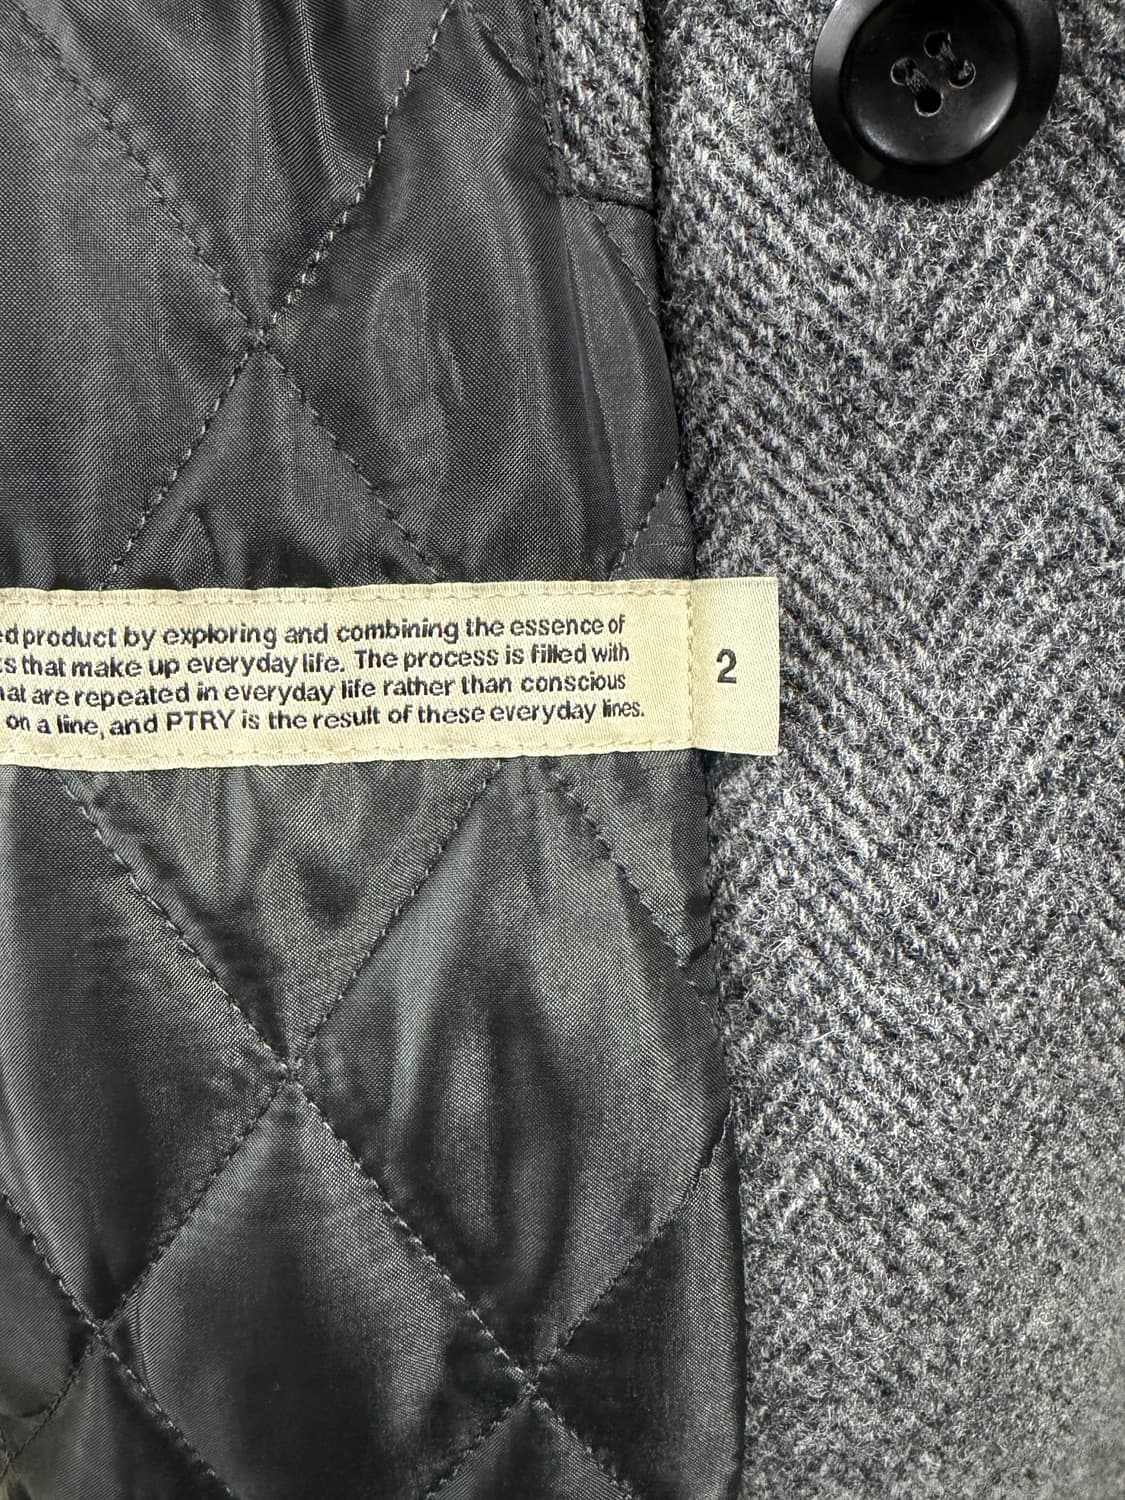 ed product by exploring and combining the essence of
s that make up everyday life. The process is filled with
hat are repeated in everyday life rather than conscious
on a line, and PTRY is the result of these everyday lines.
2